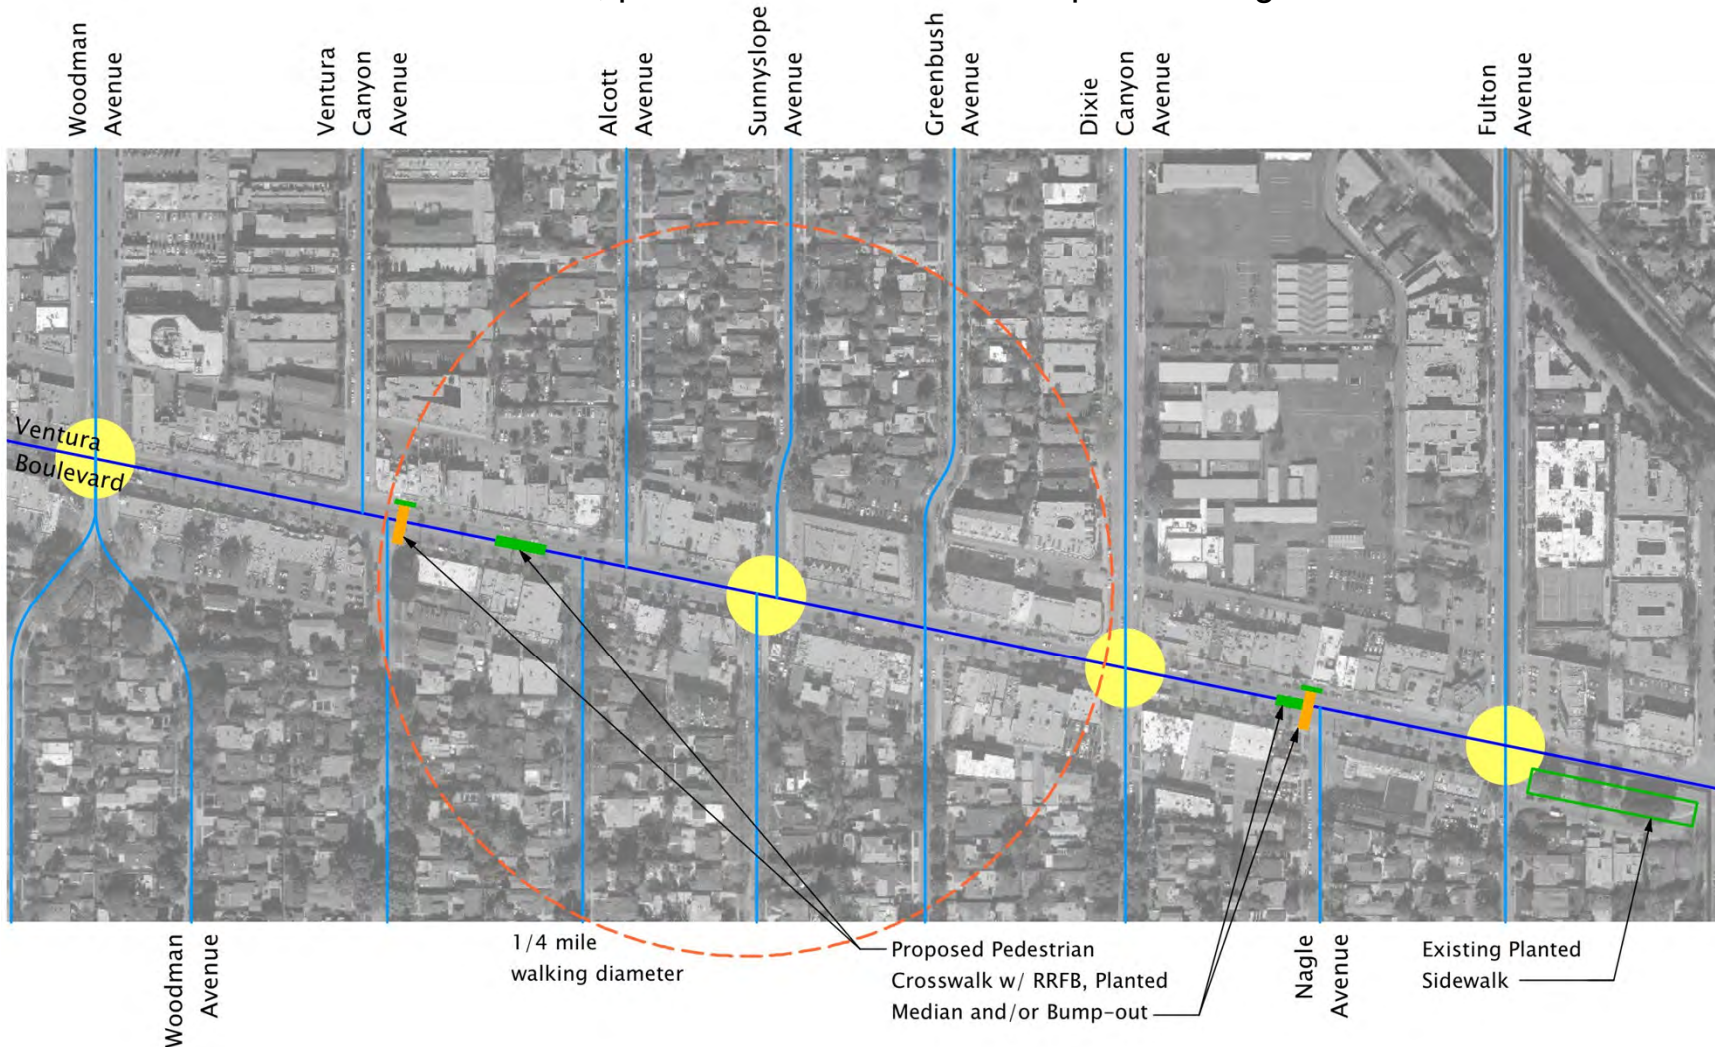 Woodman
Avenue
Ventura
Canyon
Avenue
Alcott
Avenue
Sunnyslope
Avenue
Greenbush
Avenue
Dixie
Canyon
Avenue
Fulton
Avenue
Ventura
Boulevard
Woodman
Avenue
1/4 mile
walking diameter
Proposed Pedestrian
Crosswalk w/ RRFB, Planted
Median and/or Bump-out
Nagle
Avenue
Existing Planted
Sidewalk